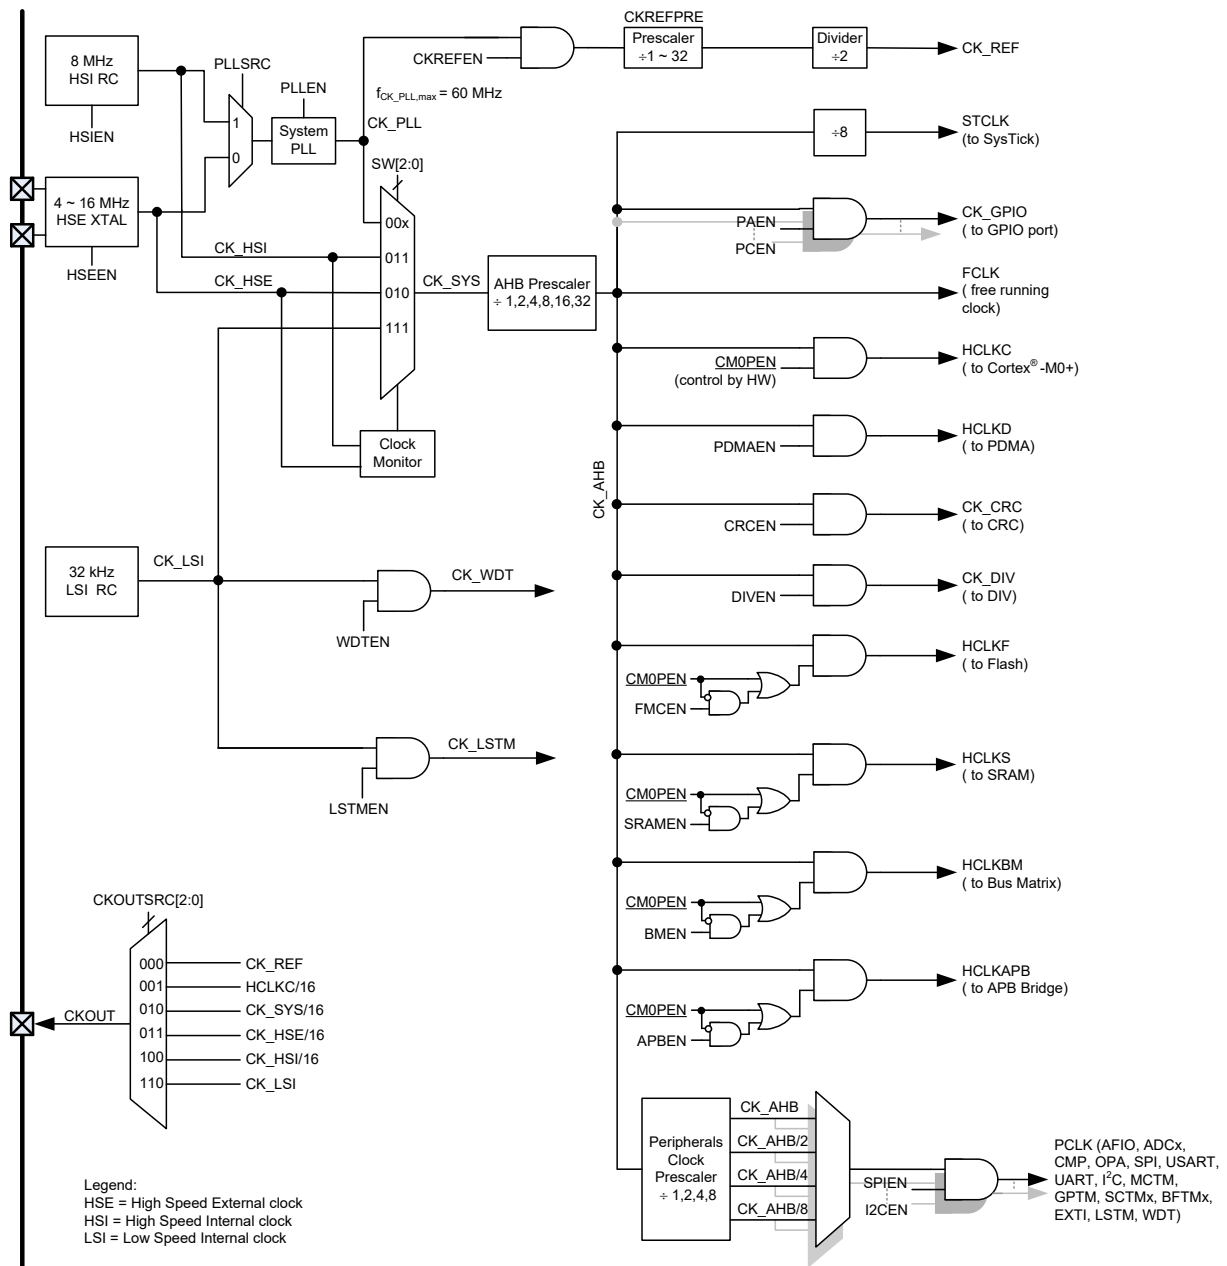 CKREFPRE
Prescaler
÷1 ~ 32
Divider
÷2
CK_REF
CKREFEN
8 MHz
HSI RC
HSIEN
PLLSRC
1
0
PLLEN
System
PLL
fCK_PLL,max = 60 MHz
CK_PLL
SW[2:0]
4 ~ 16 MHz
HSE XTAL
HSEEN
CK_HSI
CK_HSE
00x
011
010
111
CK_SYS
AHB Prescaler
÷ 1,2,4,8,16,32
Clock
Monitor
÷8
STCLK
(to SysTick)
PAEN
PCEN
CK_GPIO
( to GPIO port)
FCLK
( free running
clock)
CM0PEN
(control by HW)
HCLKC
( to Cortex®-M0+)
PDMAEN
HCLKD
( to PDMA)
CK_AHB
CRCEN
CK_CRC
( to CRC)
DIVEN
CK_DIV
( to DIV)
32 kHz
LSI RC
CK_LSI
CK_WDT
WDTEN
CK_LSTM
LSTMEN
CM0PEN
FMCEN
HCLKF
( to Flash)
CM0PEN
SRAMEN
HCLKS
( to SRAM)
CM0PEN
BMEN
HCLKBM
( to Bus Matrix)
CM0PEN
APBEN
HCLKAPB
( to APB Bridge)
CKOUTSRC[2:0]
000 CK_REF
001 HCLKC/16
010 CK_SYS/16
011 CK_HSE/16
100 CK_HSI/16
110 CK_LSI
CKOUT
Peripherals
Clock
Prescaler
÷ 1,2,4,8
CK_AHB
CK_AHB/2
CK_AHB/4
CK_AHB/8
SPIEN
I2CEN
PCLK (AFIO, ADCx,
CMP, OPA, SPI, USART,
UART, I²C, MCTM,
GPTM, SCTMx, BFTMx,
EXTI, LSTM, WDT)
Legend:
HSE = High Speed External clock
HSI = High Speed Internal clock
LSI = Low Speed Internal clock